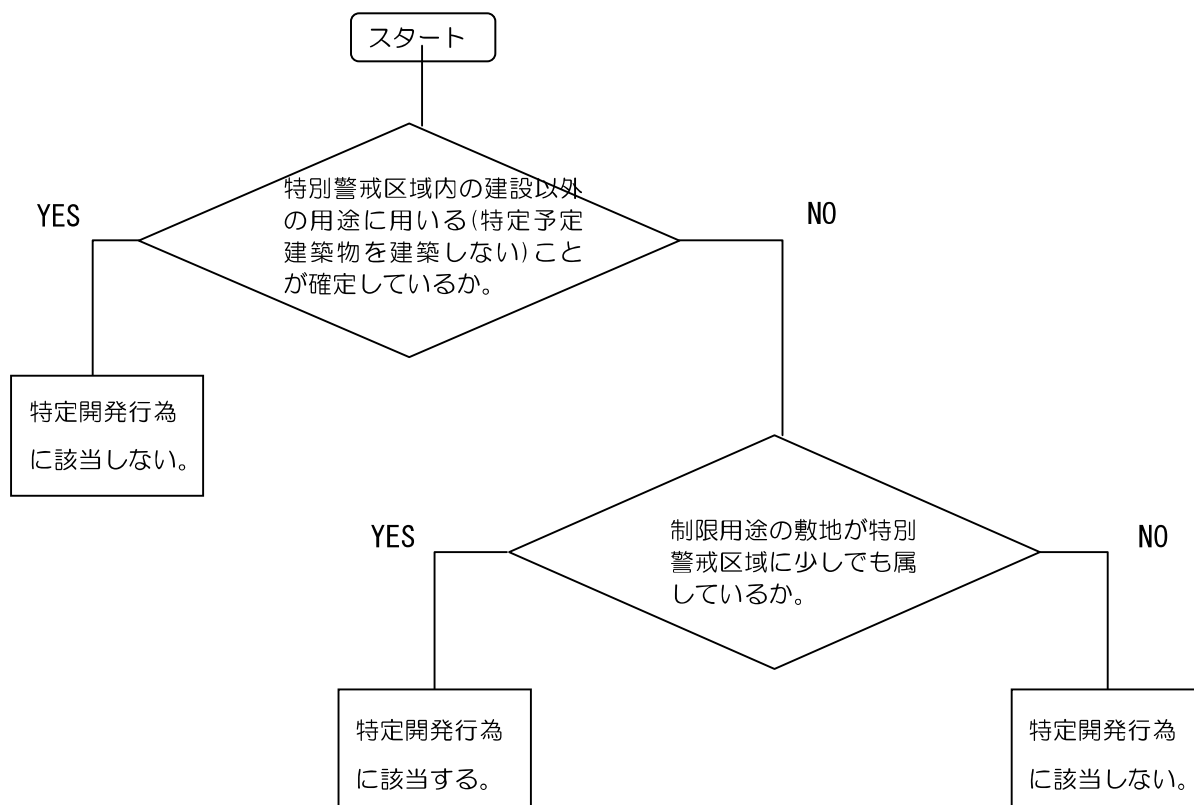 スタート
特別警戒区域内の建設以外
の用途に用いる(特定予定
建築物を建築しない)こと
が確定しているか。
YES
NO
特定開発行為
に該当しない。
制限用途の敷地が特別
警戒区域に少しでも属
しているか。
YES
NO
特定開発行為
に該当する。
特定開発行為
に該当しない。